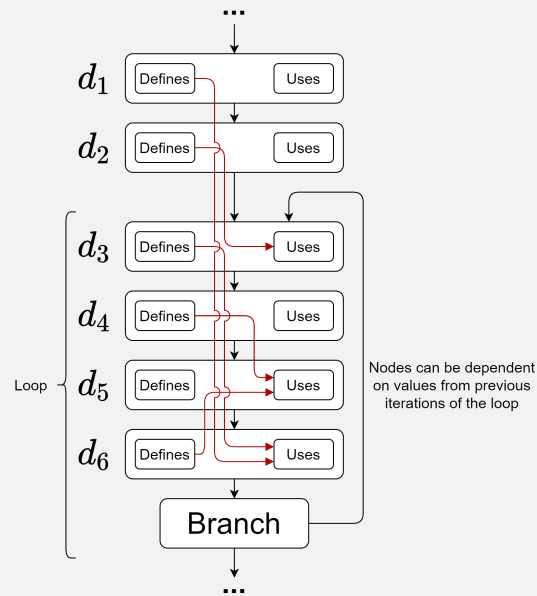 ...
d1
Defines
Uses
d2
Defines
Uses
d3
Defines
Uses
d4
Defines
Uses
Loop
d5
Defines
Uses
Nodes can be dependent
on values from previous
iterations of the loop
d6
Defines
Uses
Branch
...